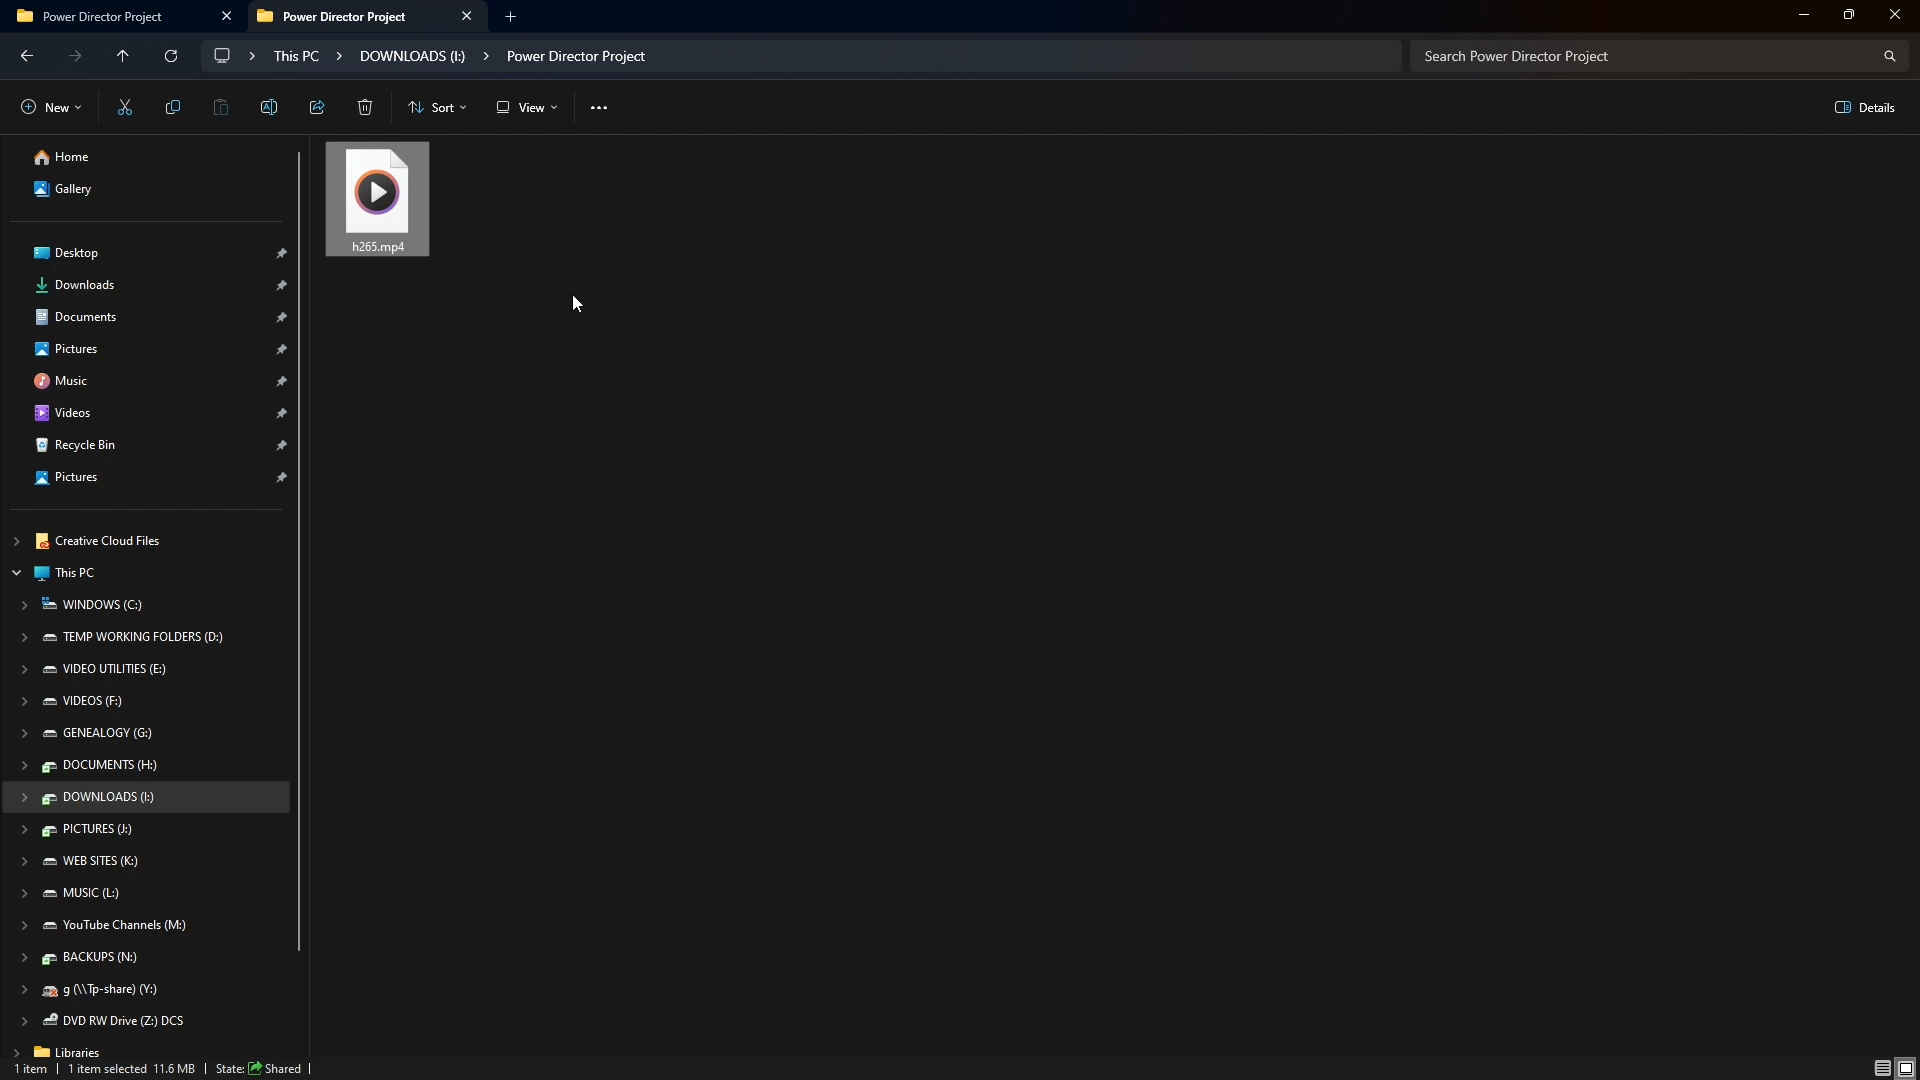 Power Director Project
Power Director Project
This PC > DOWNLOADS (I:) > Power Director Project
Search Power Director Project
New
Sort
View
Details
Home
Gallery
Desktop
Downloads
Documents
Pictures
Music
Videos
Recycle Bin
Pictures
Creative Cloud Files
This PC
WINDOWS (C:)
TEMP WORKING FOLDERS (D:)
VIDEO UTILITIES (E:)
VIDEOS (F:)
GENEALOGY (G:)
DOCUMENTS (H:)
DOWNLOADS (I:)
PICTURES (J:)
WEB SITES (K:)
MUSIC (L:)
YouTube Channels (M:)
BACKUPS (N:)
g (\\Tp-share) (Y:)
DVD RW Drive (Z:) DCS
Libraries
h265.mp4
1 item | 1 item selected 11.6 MB | State: Shared |